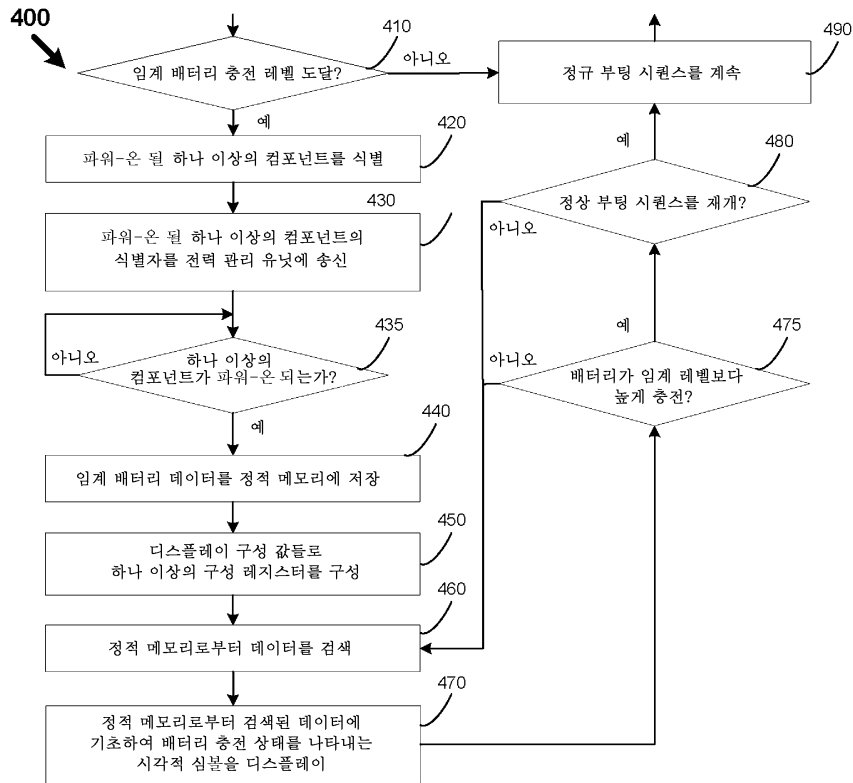 400
410
임계 배터리 충전 레벨 도달?
아니오
예
420
파워-온 될 하나 이상의 컴포넌트를 식별
430
파워-온 될 하나 이상의 컴포넌트의
식별자를 전력 관리 유닛에 송신
435
하나 이상의
컴포넌트가 파워-온 되는가?
아니오
예
440
임계 배터리 데이터를 정적 메모리에 저장
450
디스플레이 구성 값들로
하나 이상의 구성 레지스터를 구성
460
정적 메모리로부터 데이터를 검색
470
정적 메모리로부터 검색된 데이터에
기초하여 배터리 충전 상태를 나타내는
시각적 심볼을 디스플레이
475
배터리가 임계 레벨보다
높게 충전?
아니오
예
480
정상 부팅 시퀀스를 재개?
아니오
예
490
정규 부팅 시퀀스를 계속